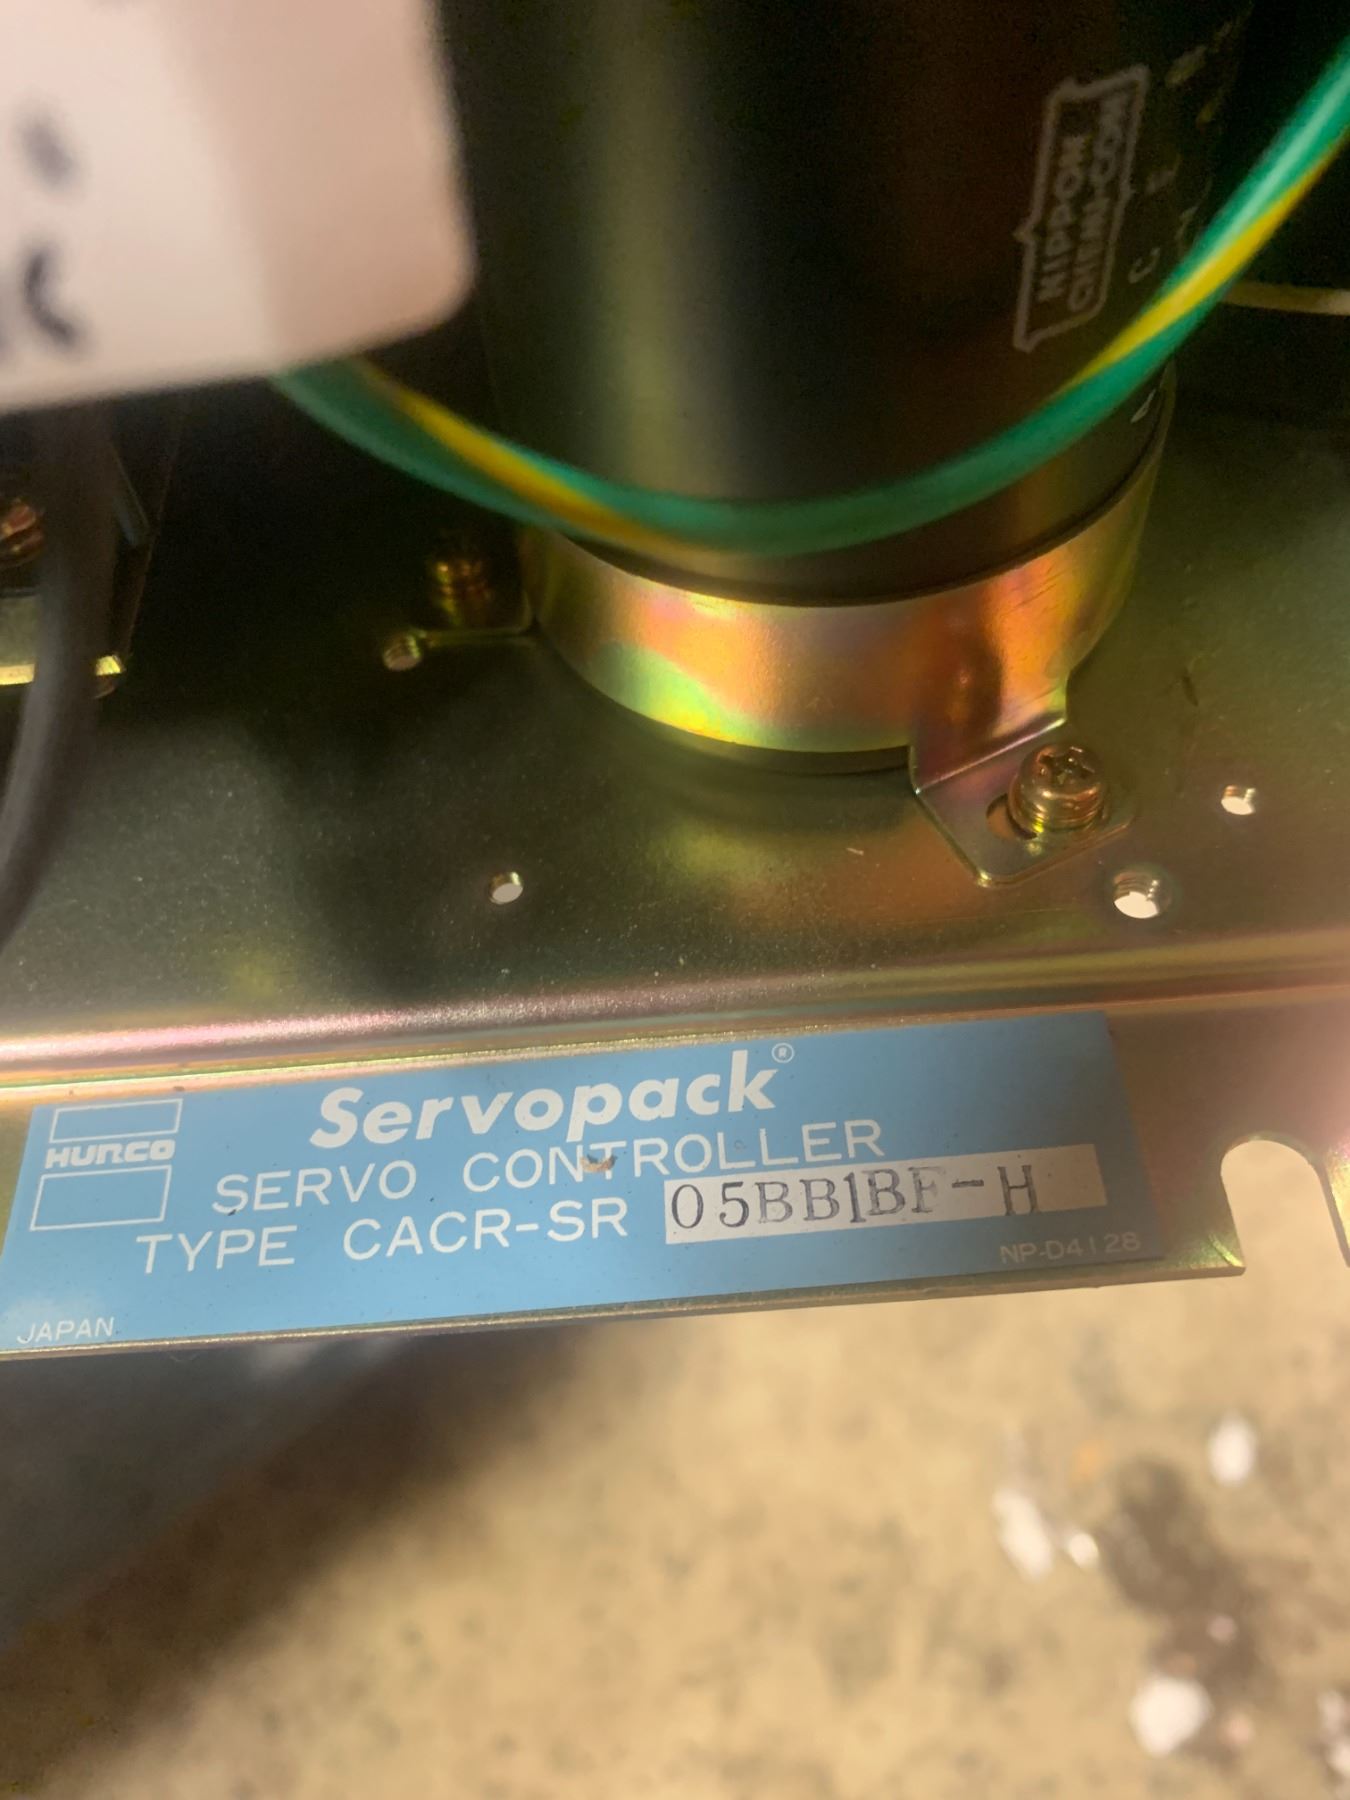 NIPPON
CHEMI-CON
HURCO
Servopack®
SERVO CONTROLLER
TYPE CACR-SR 05BB1BF-H
NP-D4128
JAPAN